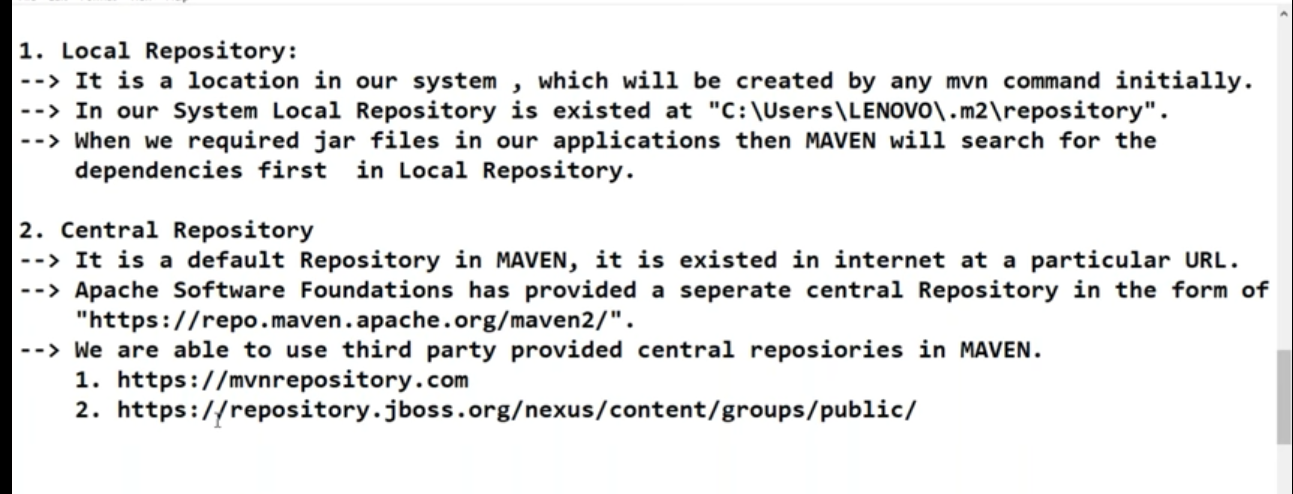 1. Local Repository:
--> It is a location in our system , which will be created by any mvn command initially.
--> In our System Local Repository is existed at "C:\Users\LENOVO\.m2\repository".
--> When we required jar files in our applications then MAVEN will search for the
dependencies first  in Local Repository.
2. Central Repository
--> It is a default Repository in MAVEN, it is existed in internet at a particular URL.
--> Apache Software Foundations has provided a seperate central Repository in the form of
"https://repo.maven.apache.org/maven2/".
--> We are able to use third party provided central reposiories in MAVEN.
1. https://mvnrepository.com
2. https://repository.jboss.org/nexus/content/groups/public/